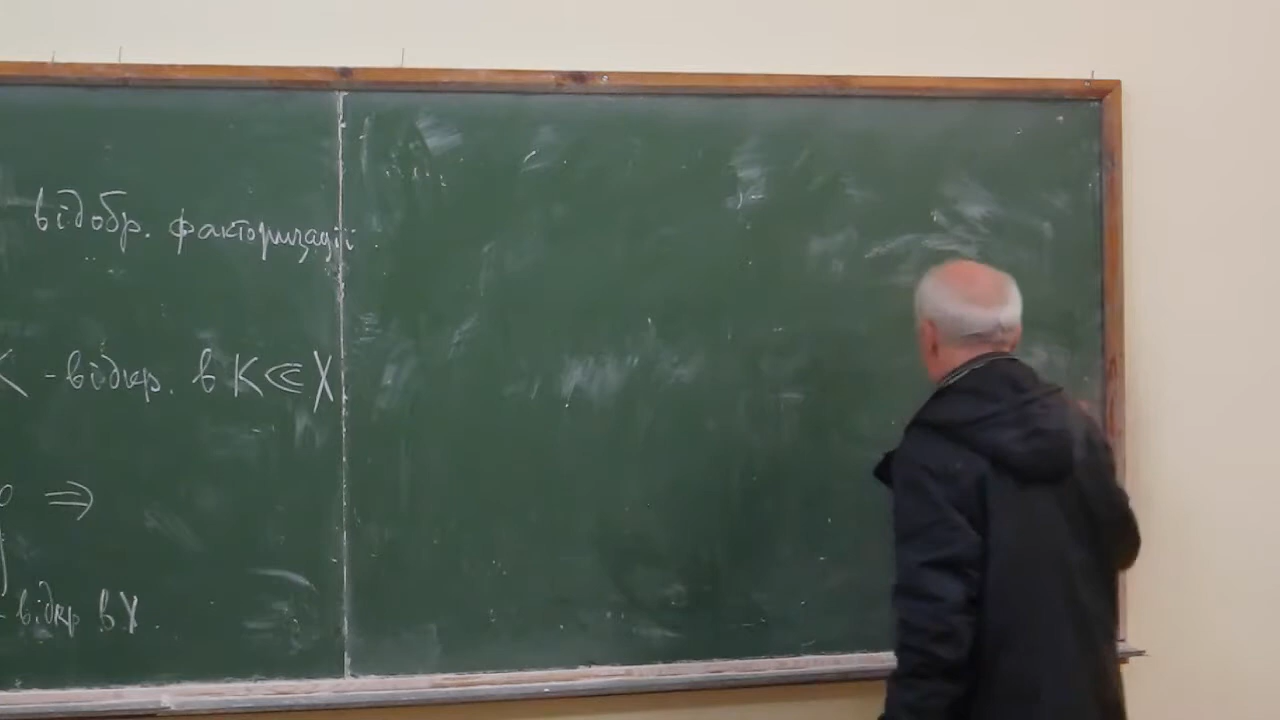 відобр. факторизації.
K - відкр. в K ⊂ X
⇒
- відкр в Y.